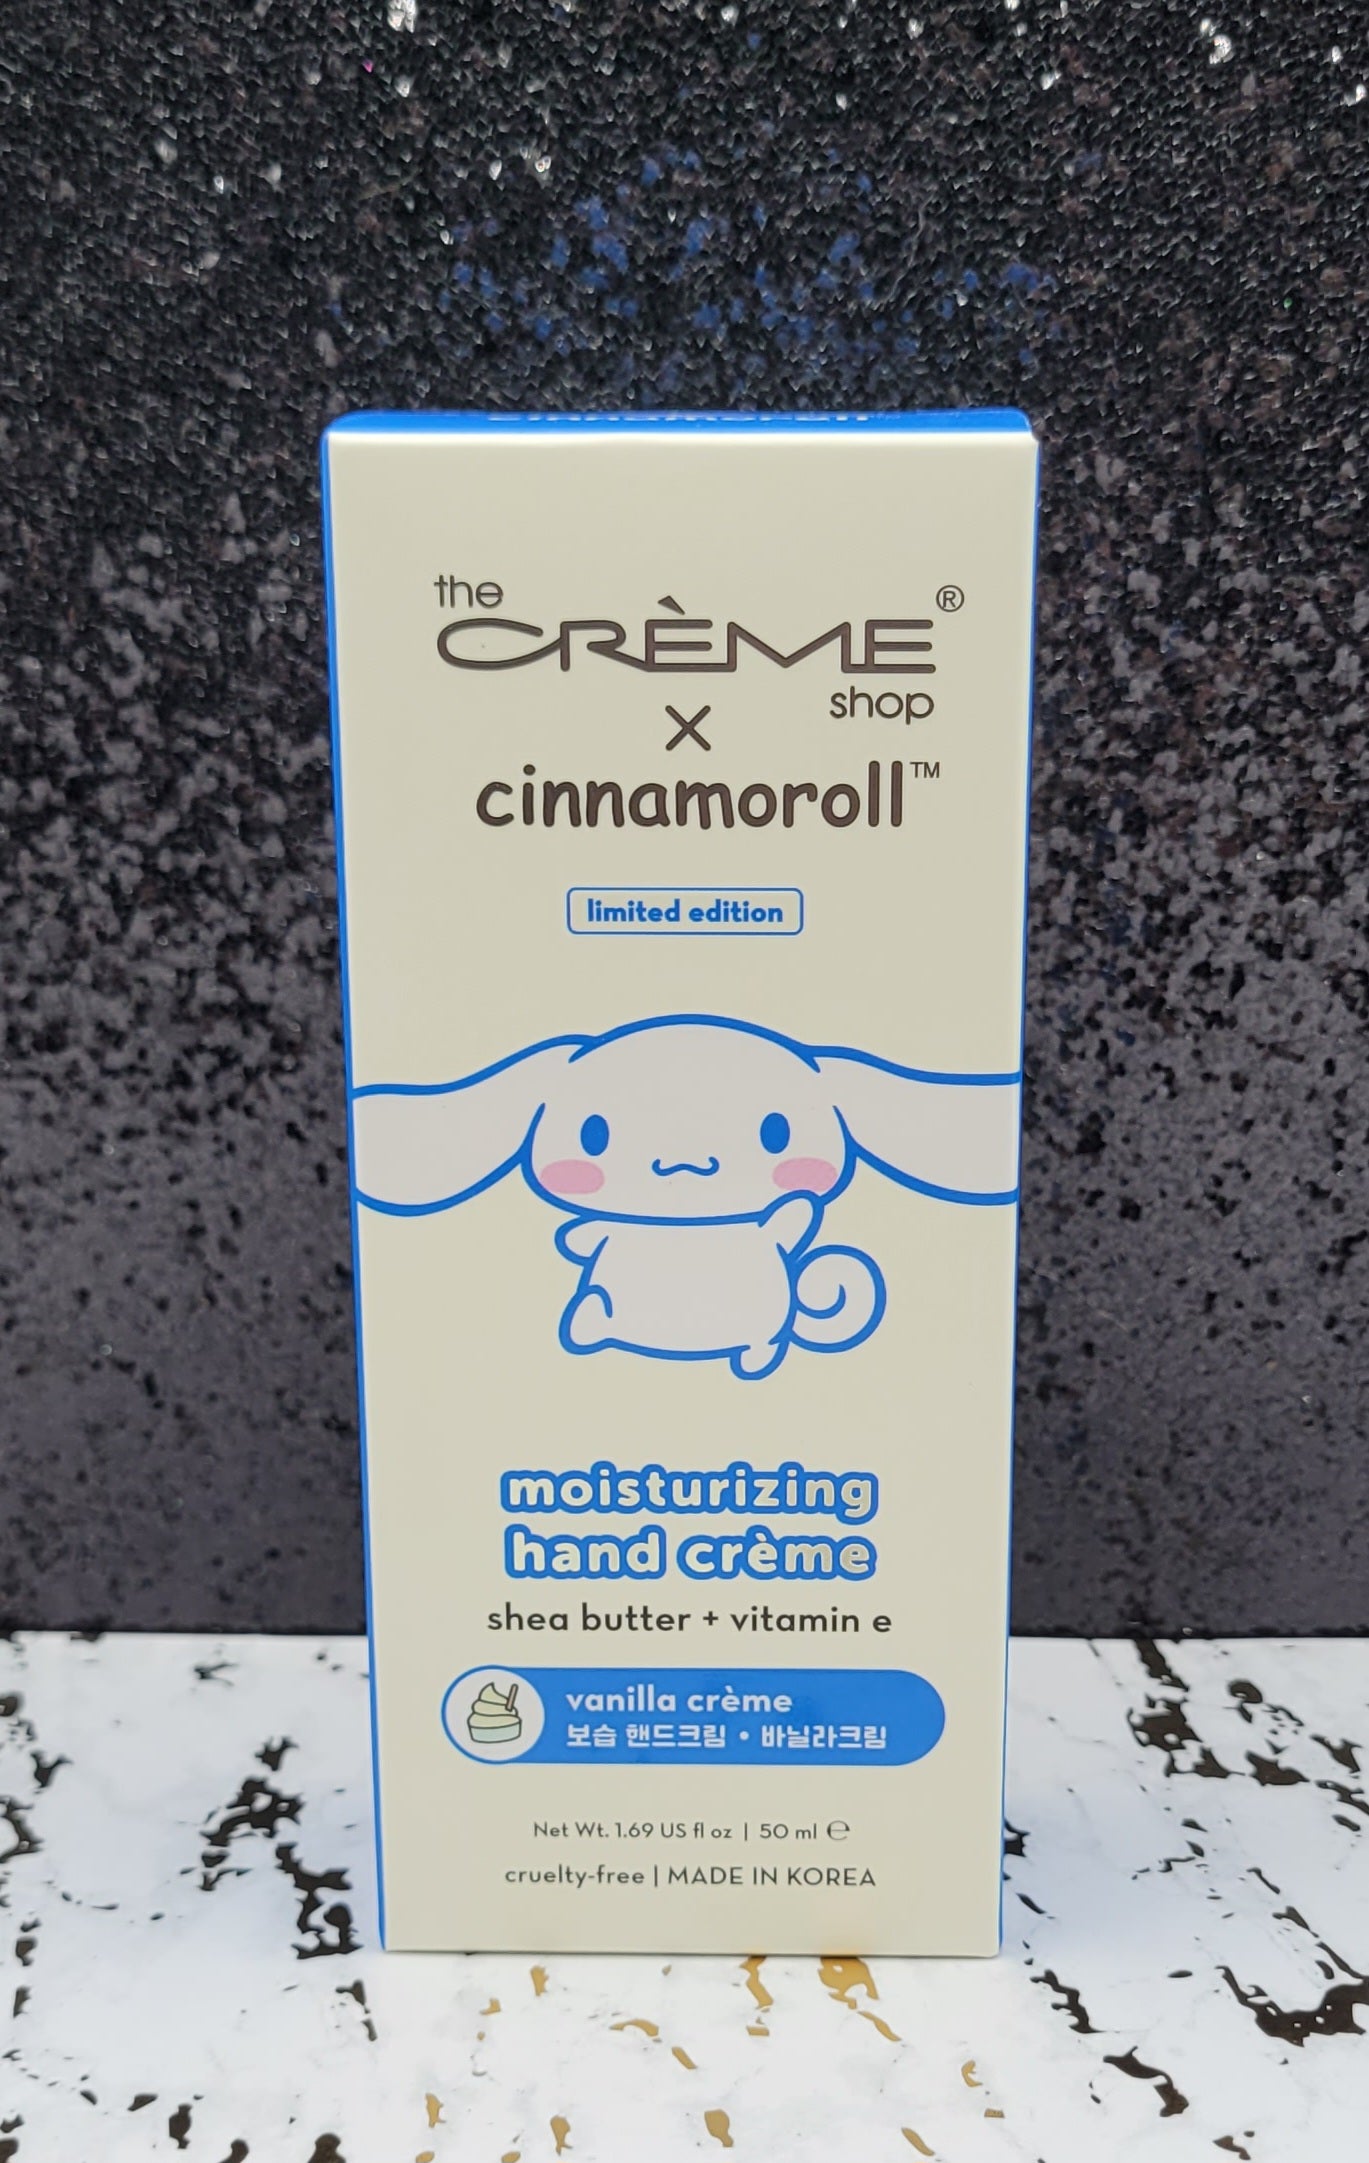 the
CRÈME®
shop
x
cinnamoroll™
limited edition
moisturizing
hand crème
shea butter + vitamin e
vanilla crème
보습 핸드크림 • 바닐라크림
Net Wt. 1.69 US fl oz | 50 ml ℮
cruelty-free | MADE IN KOREA